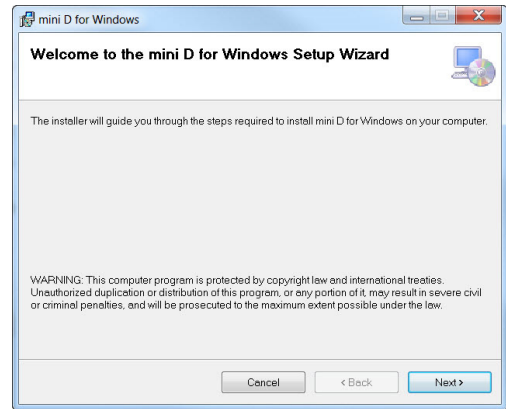 mini D for Windows
Welcome to the mini D for Windows Setup Wizard
The installer will guide you through the steps required to install mini D for Windows on your computer.
WARNING: This computer program is protected by copyright law and international treaties.
Unauthorized duplication or distribution of this program, or any portion of it, may result in severe civil
or criminal penalties, and will be prosecuted to the maximum extent possible under the law.
Cancel
< Back
Next >